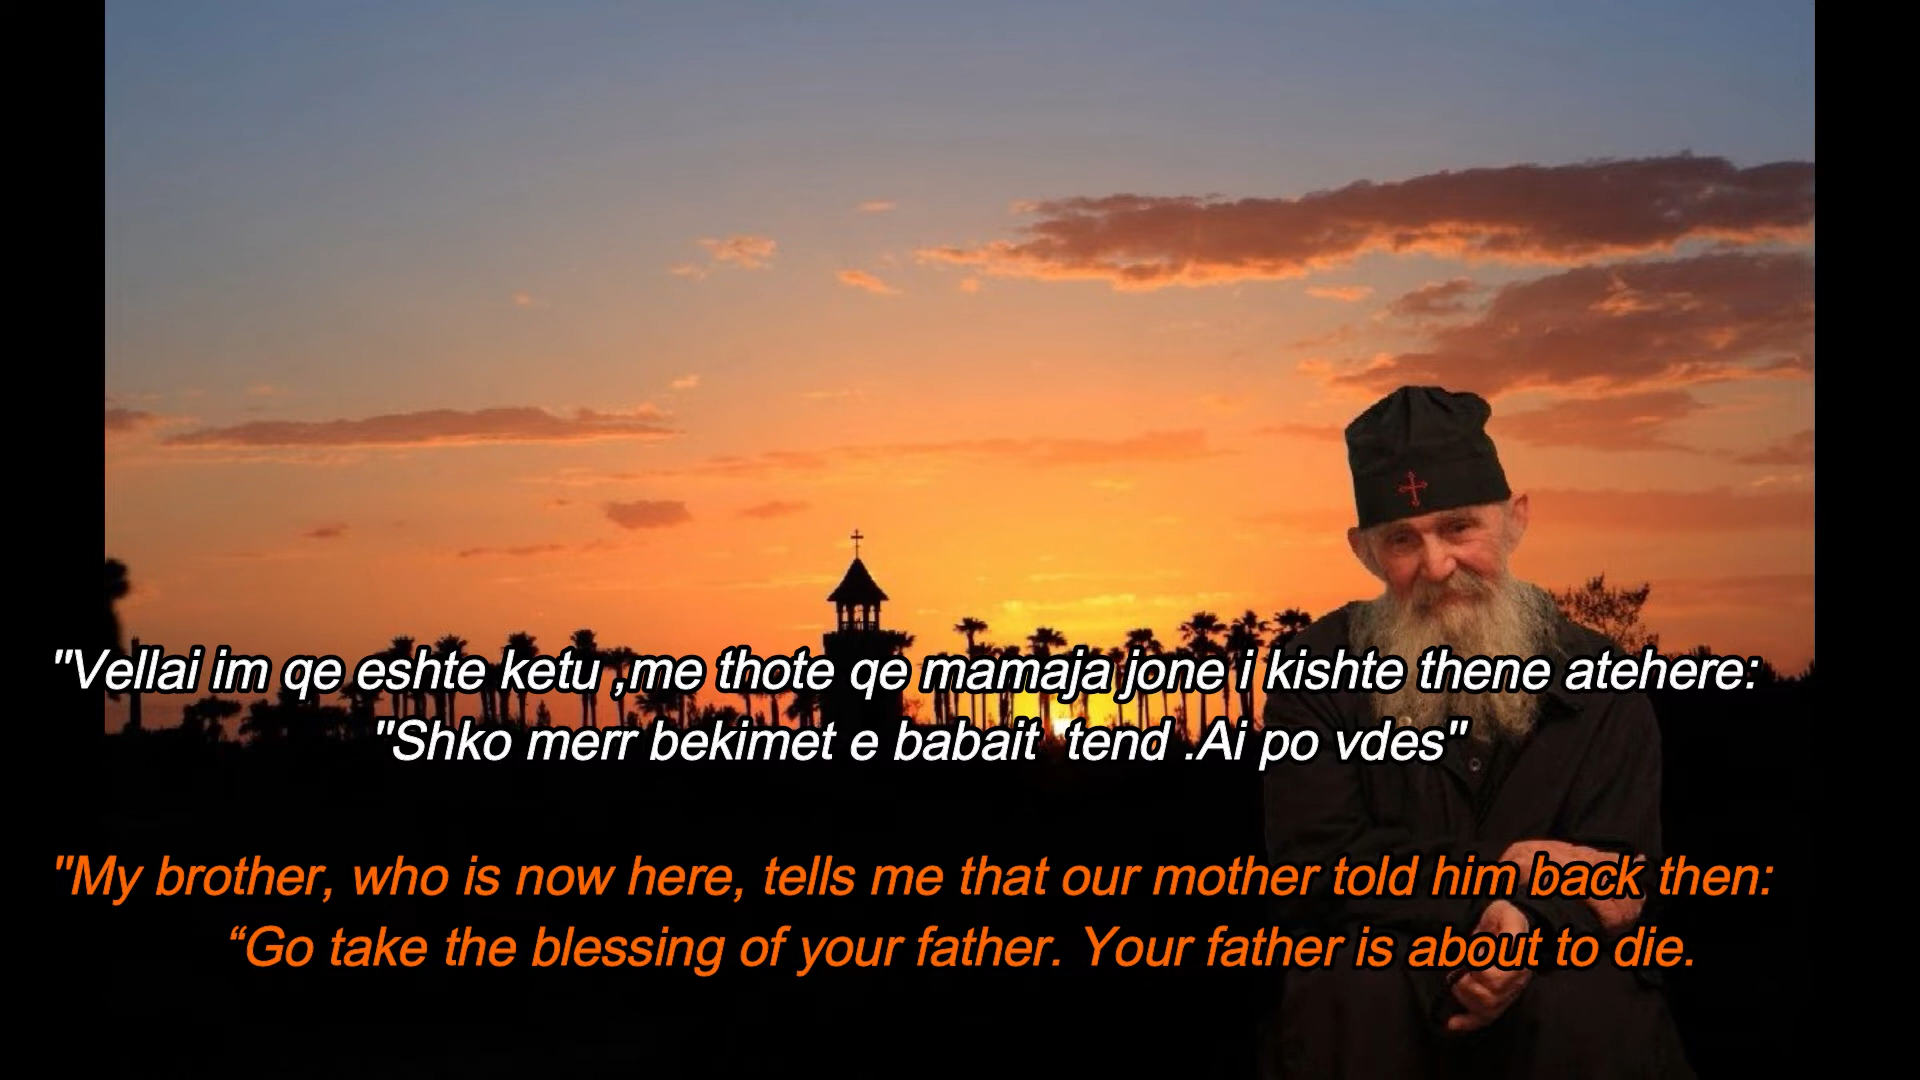 "Vellai im qe eshte ketu ,me thote qe mamaja jone i kishte thene atehere:
"Shko merr bekimet e babait tend .Ai po vdes"
"My brother, who is now here, tells me that our mother told him back then:
“Go take the blessing of your father. Your father is about to die.